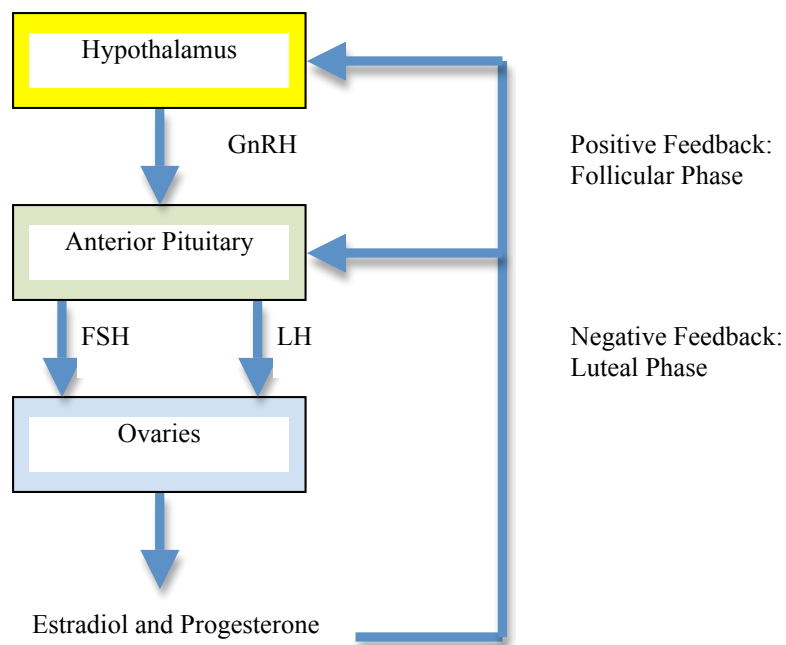 Hypothalamus
GnRH
Positive Feedback:
Follicular Phase
Anterior Pituitary
FSH
LH
Negative Feedback:
Luteal Phase
Ovaries
Estradiol and Progesterone